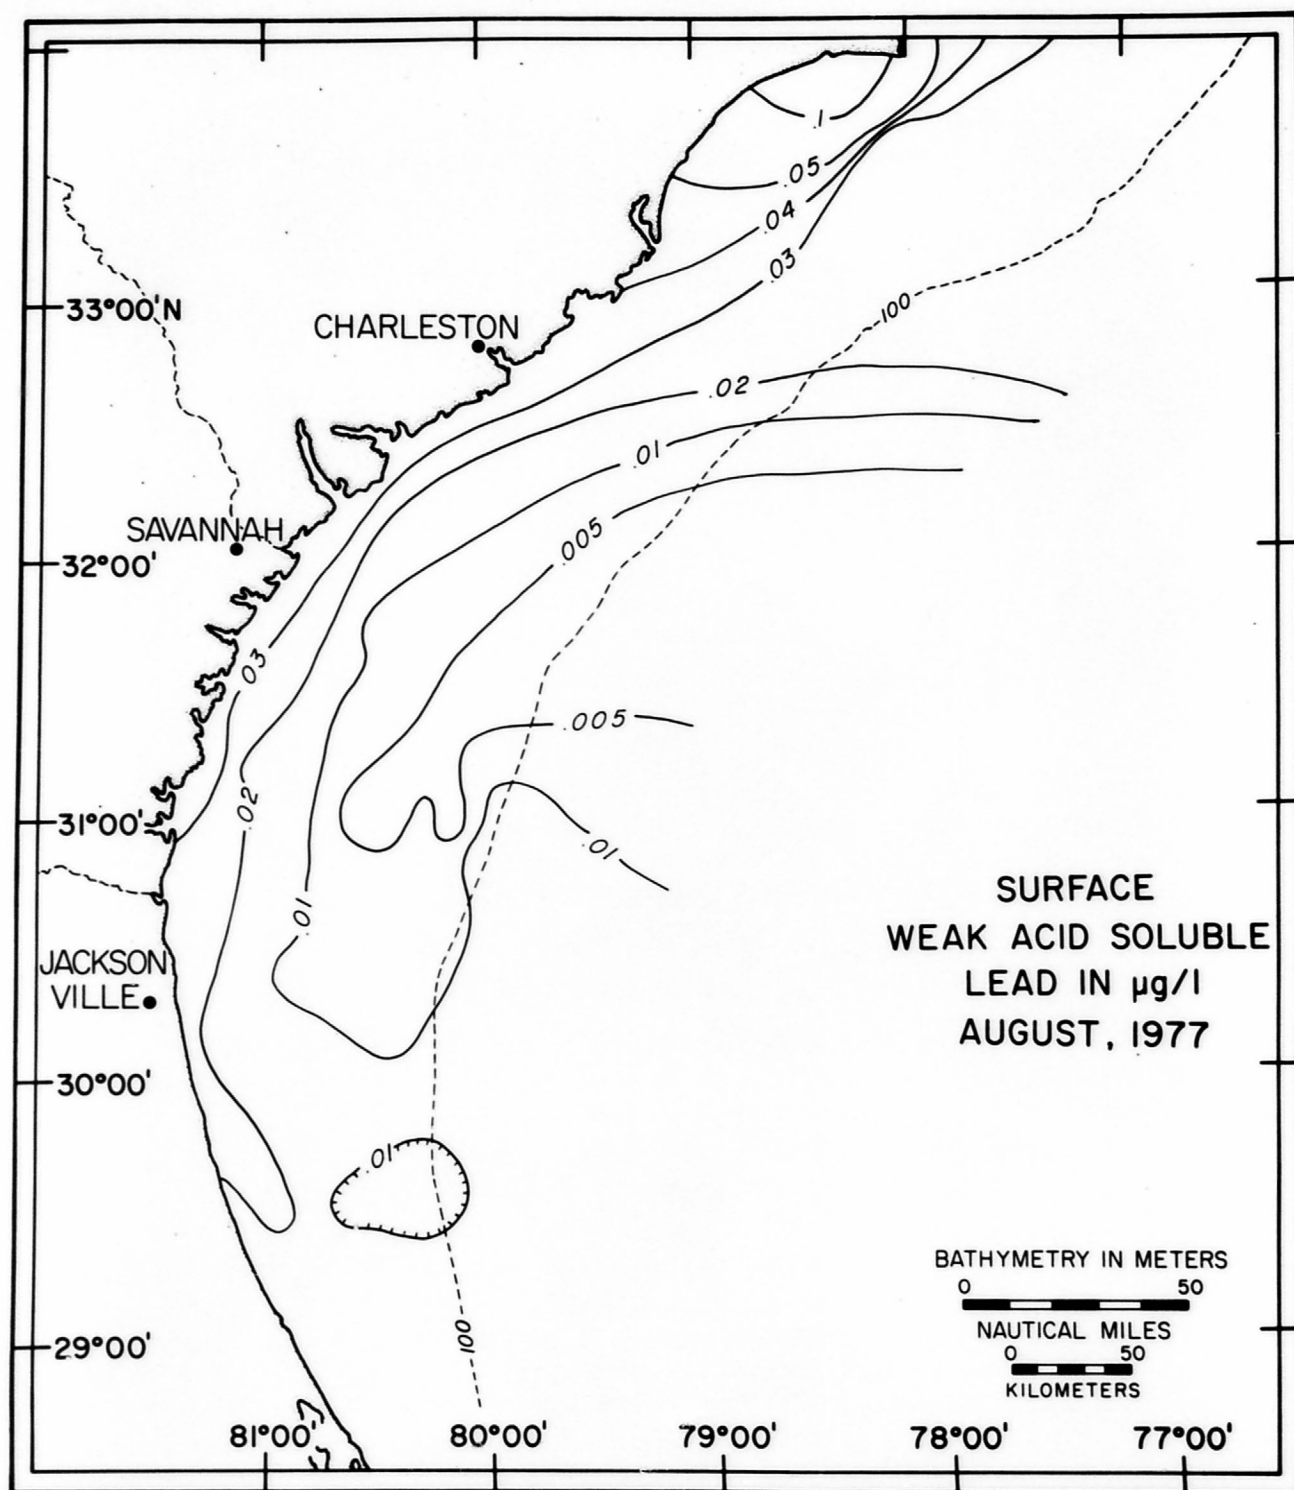 .1
.05
.04
.03
33°00'N
CHARLESTON
100
.02
.01
.005
SAVANNAH
32°00'
.03
.005
.02
31°00'
.01
.01
SURFACE
WEAK ACID SOLUBLE
LEAD IN µg/l
AUGUST, 1977
JACKSON
VILLE
30°00'
.01
BATHYMETRY IN METERS
0 50
NAUTICAL MILES
0 50
KILOMETERS
29°00'
100
81°00' 80°00' 79°00' 78°00' 77°00'